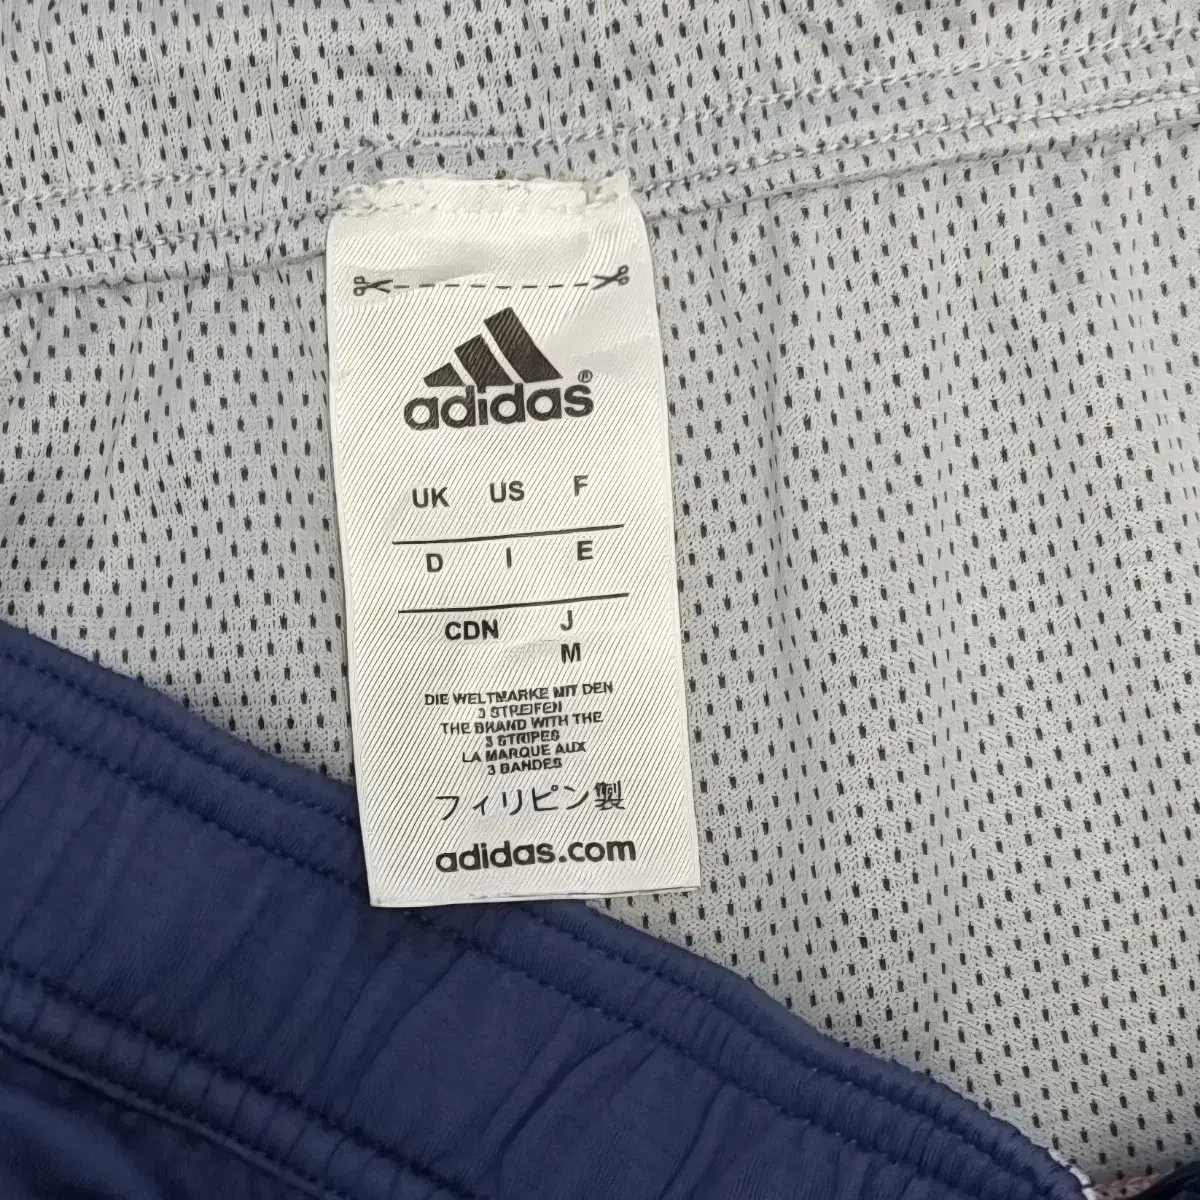 adidas®
UK US F
D I E
CDN J
M
DIE WELTMARKE MIT DEN
3 STREIFEN
THE BRAND WITH THE
3 STRIPES
LA MARQUE AUX
3 BANDES
フィリピン製
adidas.com